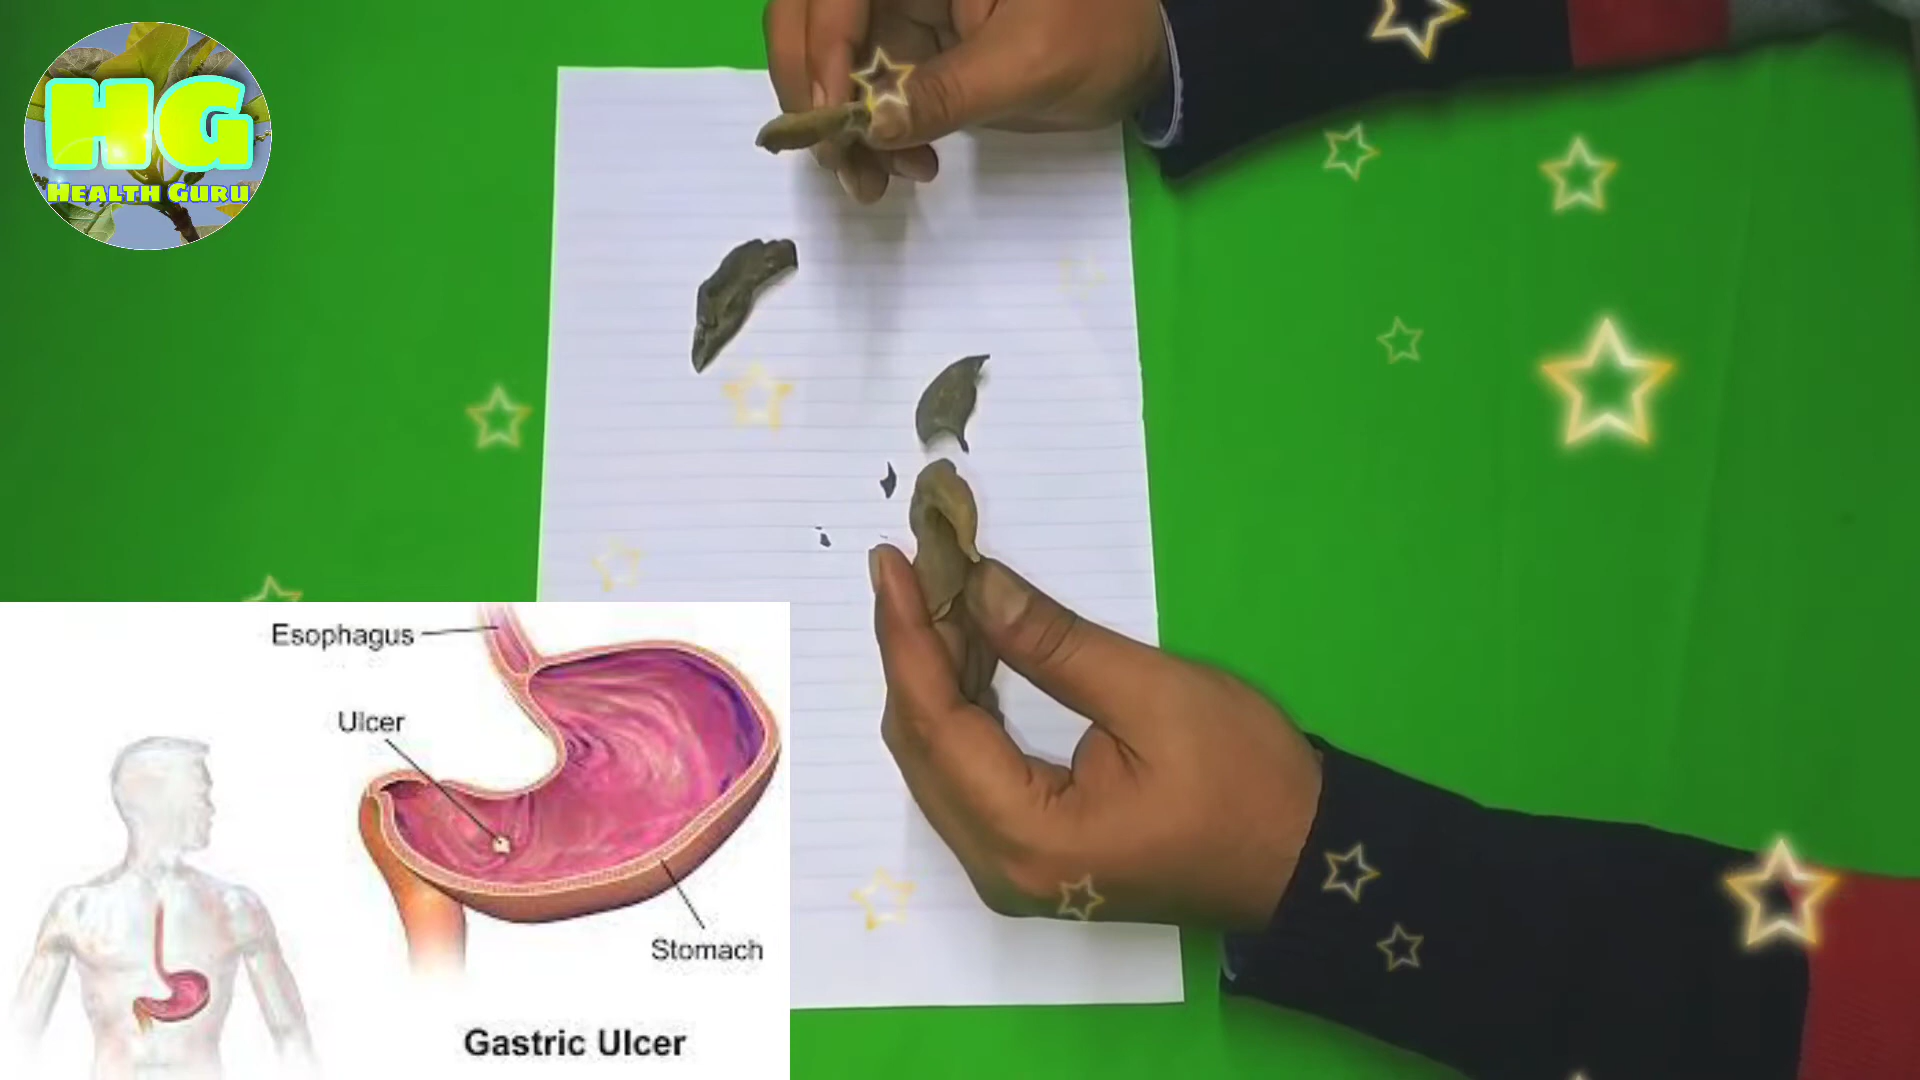 HG
Health Guru
Esophagus
Ulcer
Stomach
Gastric Ulcer